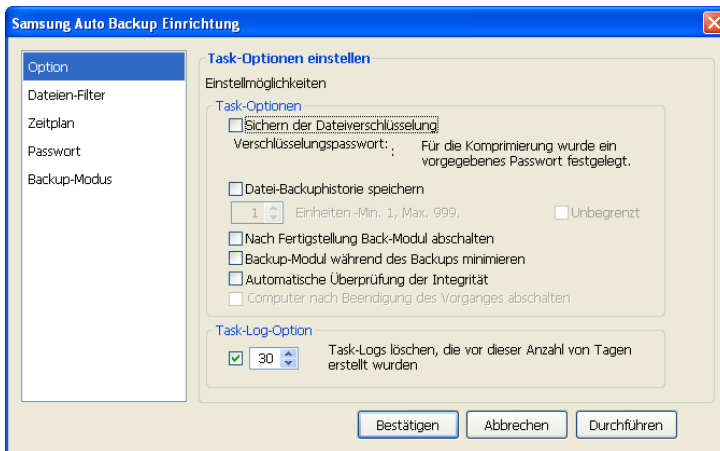 Samsung Auto Backup Einrichtung
Option
Dateien-Filter
Zeitplan
Passwort
Backup-Modus
Task-Optionen einstellen
Einstellmöglichkeiten
Task-Optionen
Sichern der Dateiverschlüsselung
Verschlüsselungspasswort: : Für die Komprimierung wurde ein
vorgegebenes Passwort festgelegt.
Datei-Backuphistorie speichern
1 Einheiten -Min. 1, Max. 999. Unbegrenzt
Nach Fertigstellung Back-Modul abschalten
Backup-Modul während des Backups minimieren
Automatische Überprüfung der Integrität
Computer nach Beendigung des Vorganges abschalten
Task-Log-Option
30 Task-Logs löschen, die vor dieser Anzahl von Tagen
erstellt wurden
Bestätigen Abbrechen Durchführen